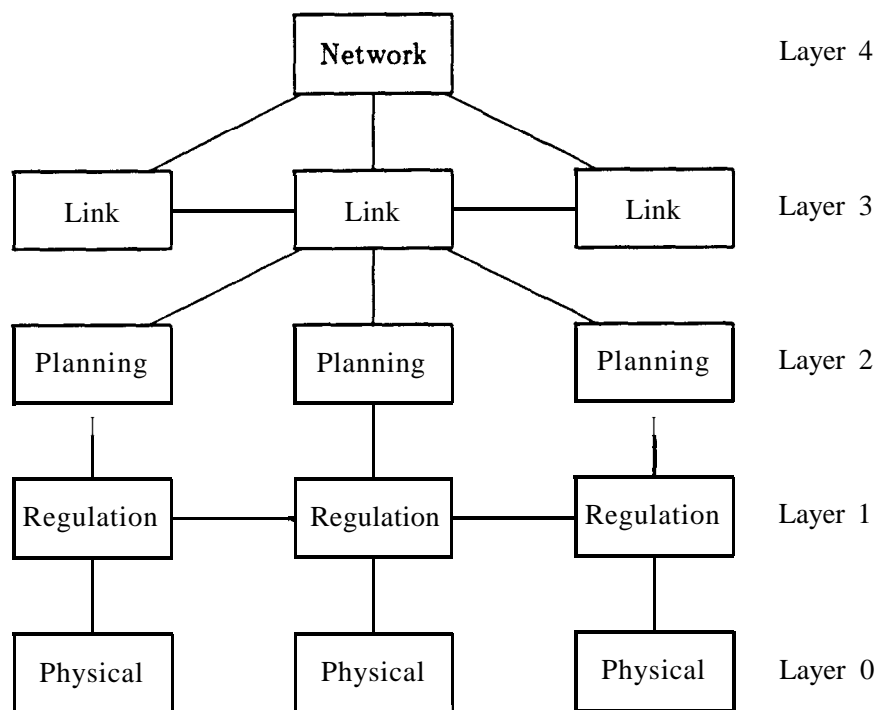 Network Layer 4
Link Link Link Layer 3
Planning Planning Planning Layer 2
Regulation Regulation Regulation Layer 1
Physical Physical Physical Layer 0